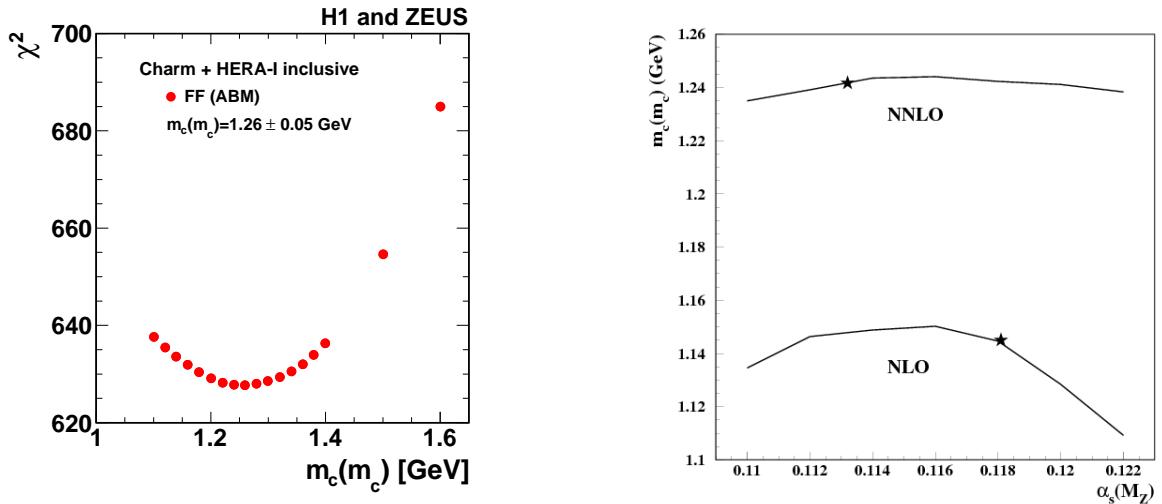 H1 and ZEUS
χ²
700
680
660
640
620
Charm + HERA-I inclusive
FF (ABM)
m_c(m_c)=1.26 ± 0.05 GeV
1 1.2 1.4 1.6
m_c(m_c) [GeV]
m_c(m_c) (GeV)
1.26
1.24
1.22
1.2
1.18
1.16
1.14
1.12
1.1
NNLO
NLO
0.11 0.112 0.114 0.116 0.118 0.12 0.122
α_s(M_Z)